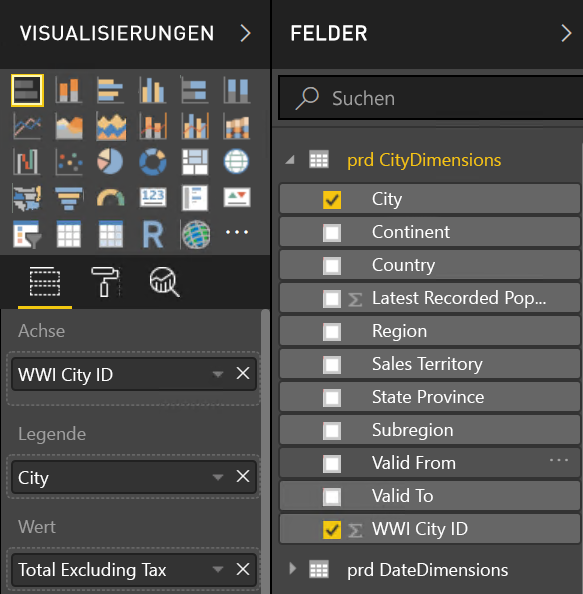 VISUALISIERUNGEN
123
R
Achse
WWI City ID
Legende
City
Wert
Total Excluding Tax
FELDER
Suchen
prd CityDimensions
City
Continent
Country
Latest Recorded Pop...
Region
Sales Territory
State Province
Subregion
Valid From
Valid To
WWI City ID
prd DateDimensions